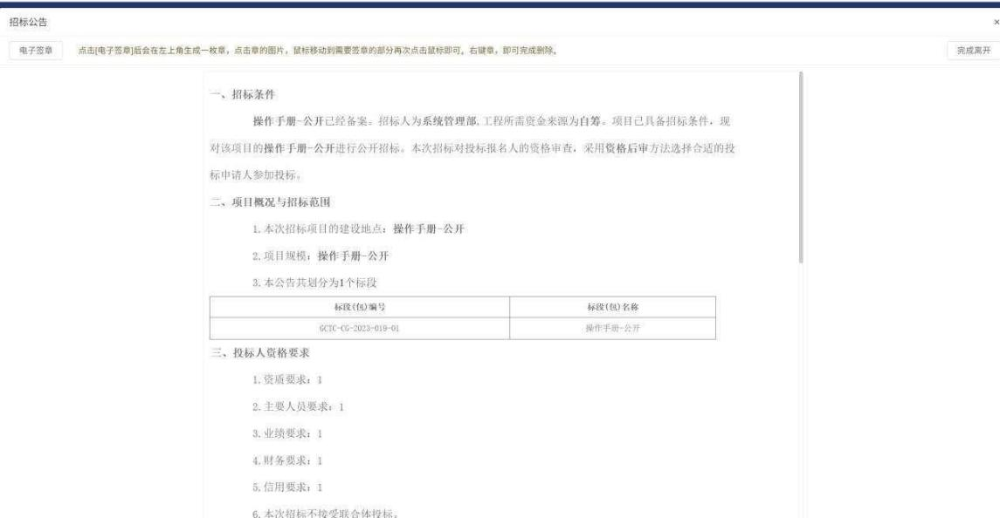 招标公告
×
电子签章 点击[电子签章]后会在左上角生成一枚章，点击章的图片，鼠标移动到需要签章的部分再次点击鼠标即可。右键章，即可完成删除。 完成离开
一、招标条件
操作手册-公开已经备案。招标人为系统管理部,工程所需资金来源为自筹。项目已具备招标条件，现
对该项目的操作手册-公开进行公开招标。本次招标对投标报名人的资格审查，采用资格后审方法选择合适的投
标申请人参加投标。
二、项目概况与招标范围
1.本次招标项目的建设地点：操作手册-公开
2.项目规模：操作手册-公开
3.本公告共划分为1个标段
标段(包)编号 标段(包)名称
GCTC-CG-2023-019-01 操作手册-公开
三、投标人资格要求
1.资质要求：1
2.主要人员要求：1
3.业绩要求：1
4.财务要求：1
5.信用要求：1
6.本次招标不接受联合体投标。